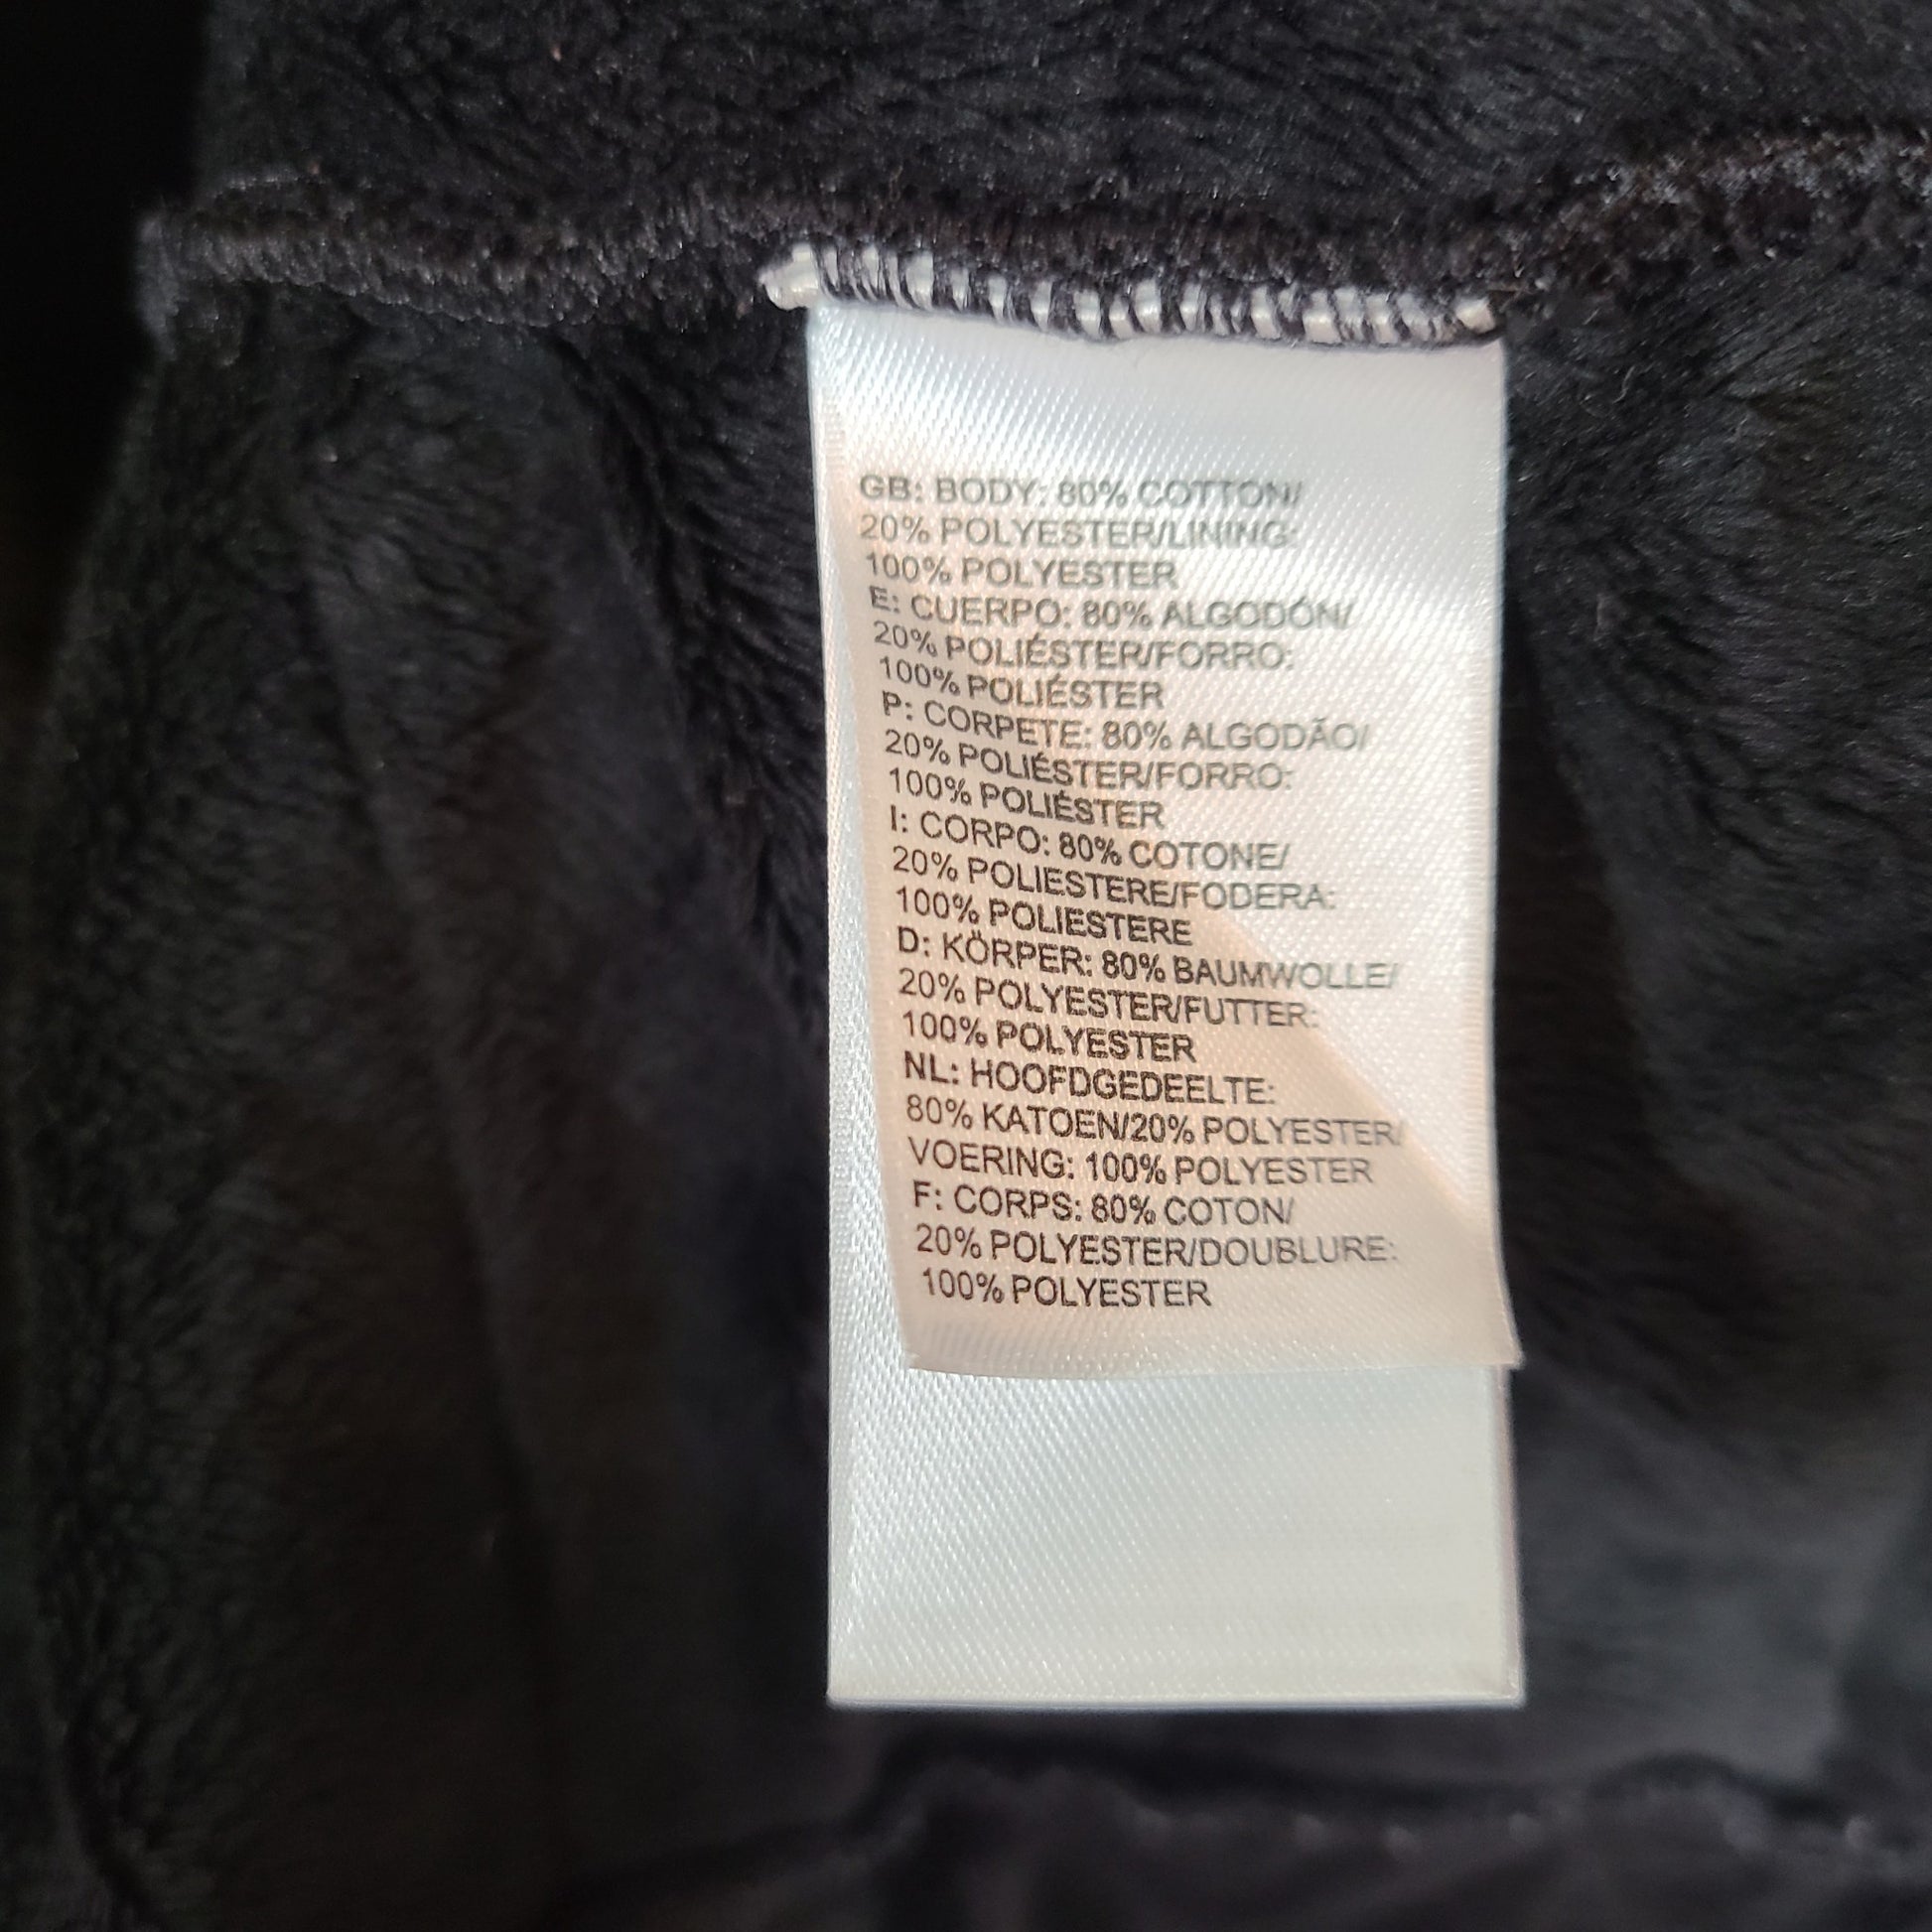 GB: BODY: 80% COTTON/
20% POLYESTER/LINING:
100% POLYESTER
E: CUERPO: 80% ALGODÓN/
20% POLIÉSTER/FORRO:
100% POLIÉSTER
P: CORPETE: 80% ALGODÃO/
20% POLIÉSTER/FORRO:
100% POLIÉSTER
I: CORPO: 80% COTONE/
20% POLIESTERE/FODERA:
100% POLIESTERE
D: KÖRPER: 80% BAUMWOLLE/
20% POLYESTER/FUTTER:
100% POLYESTER
NL: HOOFDGEDEELTE:
80% KATOEN/20% POLYESTER/
VOERING: 100% POLYESTER
F: CORPS: 80% COTON/
20% POLYESTER/DOUBLURE:
100% POLYESTER